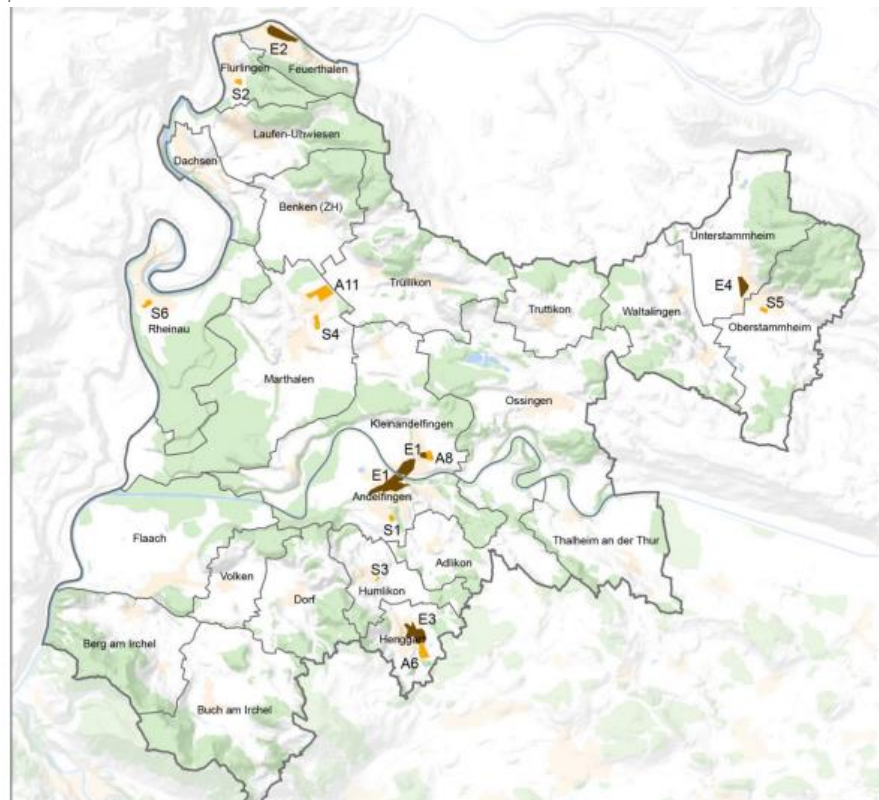 E2
Flurlingen
Feuerthalen
S2
Laufen-Uhwiesen
Dachsen
Benken (ZH)
Unterstammheim
A11
Trüllikon
E4
S6
Rheinau
Truttikon
Waltalingen
S5
S4
Oberstammheim
Marthalen
Ossingen
Kleinandelfingen
E1
A8
E1
Andelfingen
S1
Flaach
Thalheim an der Thur
Adlikon
Volken
S3
Dorf
Humlikon
E3
Berg am Irchel
Henggart
A6
Buch am Irchel